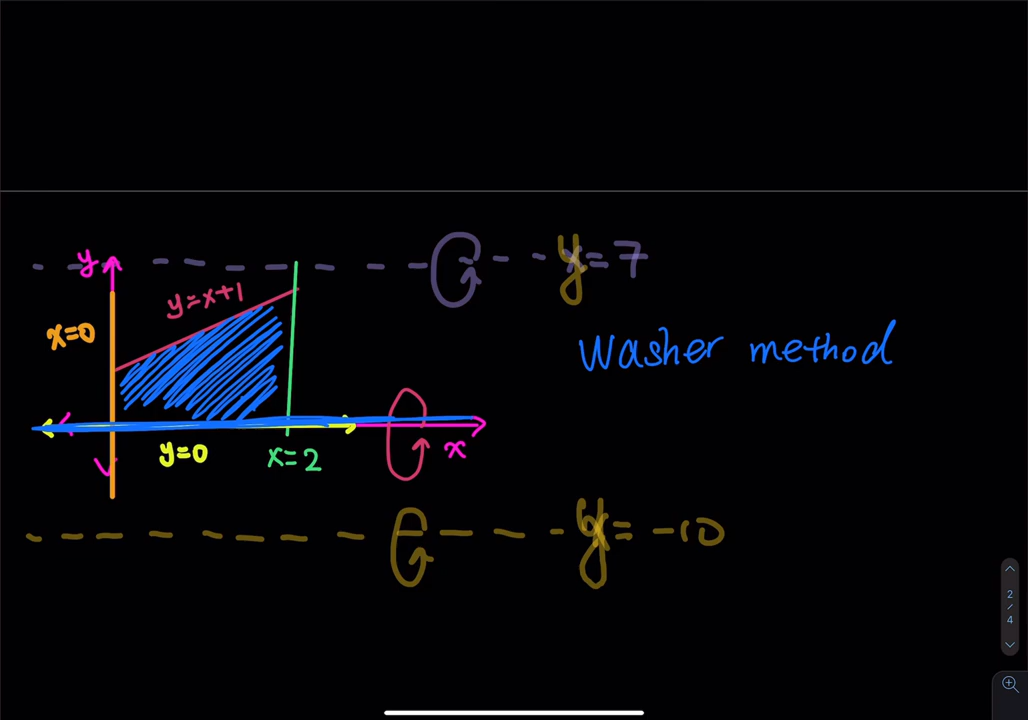 y
y=7
y=x+1
x=0
Washer method
y=0
x=2
x
y=-10
2
/
4